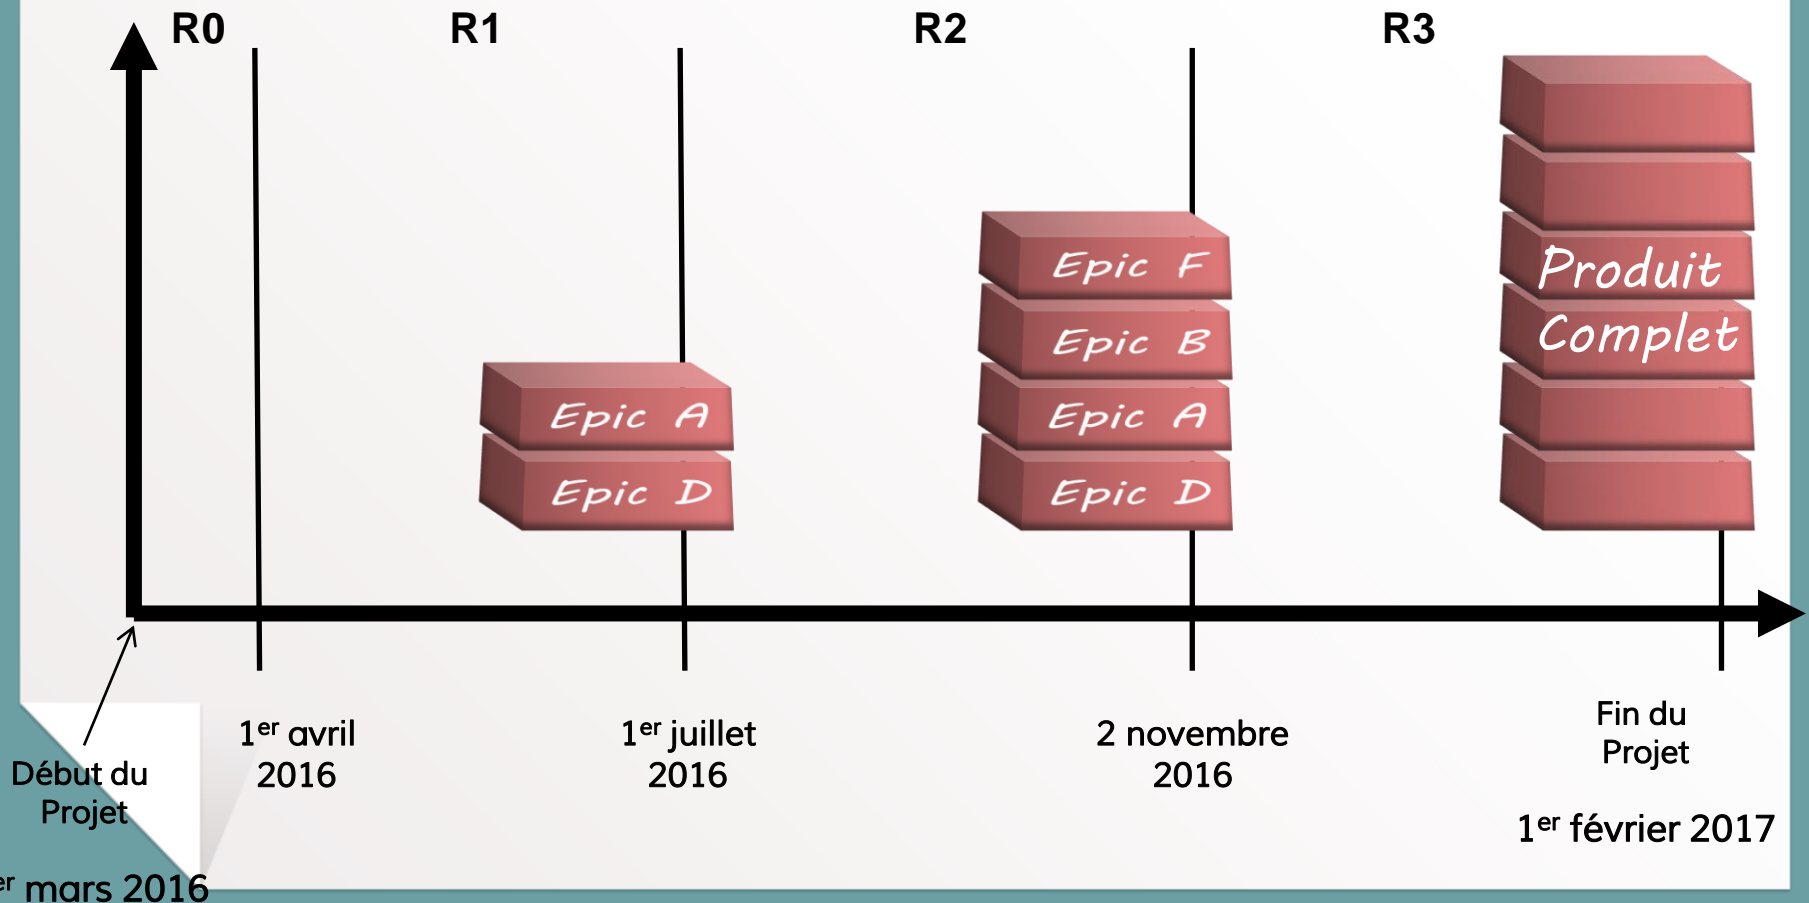 R0
R1
R2
R3
Epic F
Epic B
Epic A
Epic D
Epic A
Epic D
Produit
Complet
Début du
Projet
er mars 2016
1er avril
2016
1er juillet
2016
2 novembre
2016
Fin du
Projet
1er février 2017